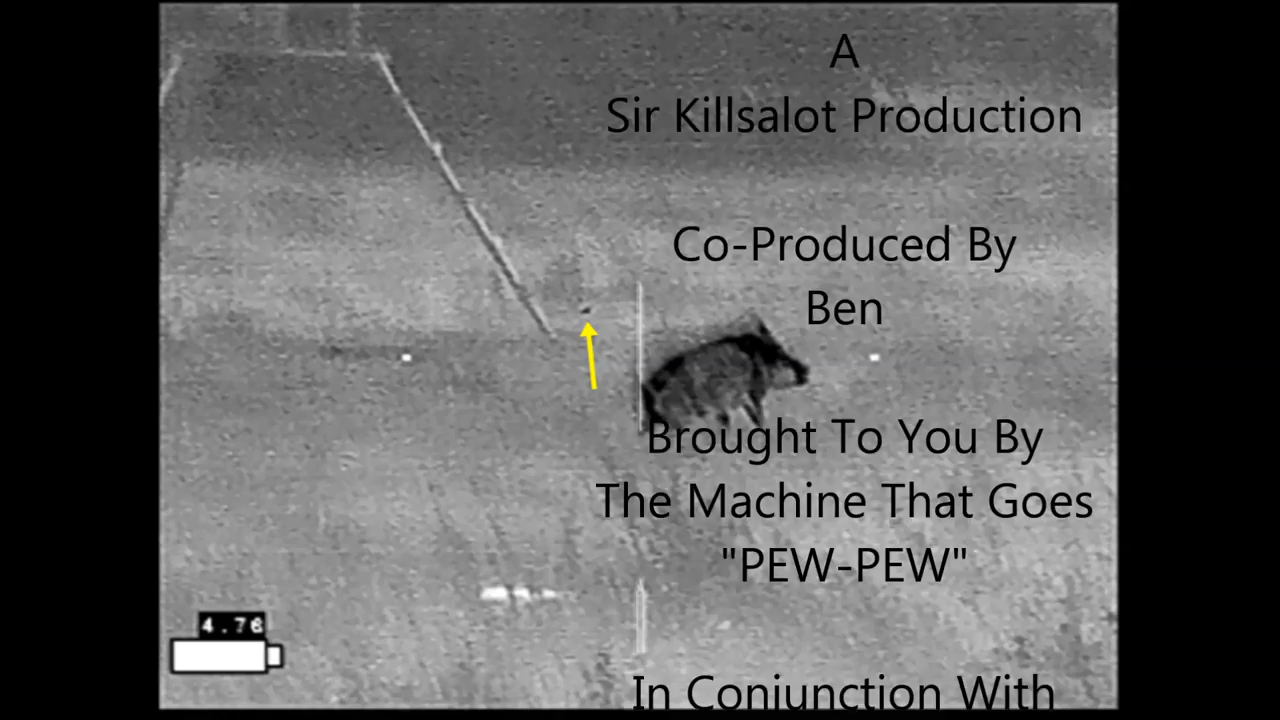 A
Sir Killsalot Production
Co-Produced By
Ben
Brought To You By
The Machine That Goes
"PEW-PEW"
In Conjunction With
4.76